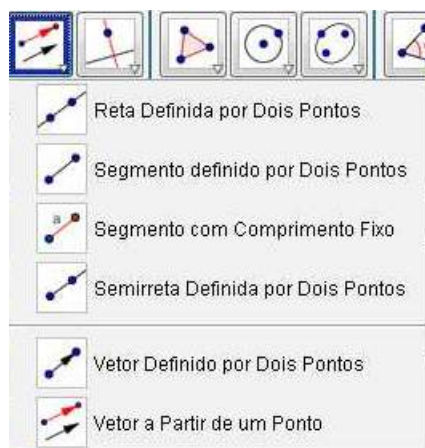 Reta Definida por Dois Pontos
Segmento definido por Dois Pontos
a
Segmento com Comprimento Fixo
Semirreta Definida por Dois Pontos
Vetor Definido por Dois Pontos
Vetor a Partir de um Ponto